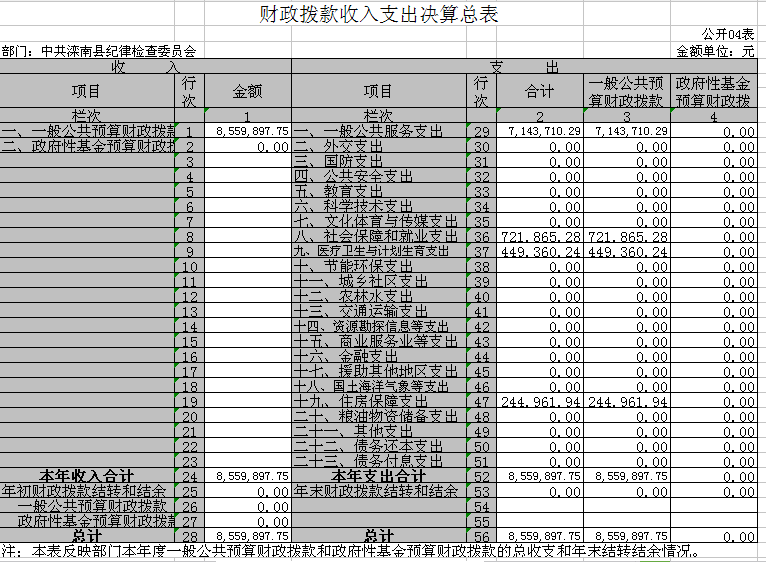 财政拨款收入支出决算总表
公开04表
部门：中共滦南县纪律检查委员会 金额单位：元
收 入 支 出
项目 行次 金额 项目 行次 合计 一般公共预算财政拨款 政府性基金预算财政拨
栏次 1 栏次 2 3 4
一、一般公共预算财政拨款 1 8,559,897.75 一、一般公共服务支出 29 7,143,710.29 7,143,710.29 0.00
二、政府性基金预算财政拨 2 0.00 二、外交支出 30 0.00 0.00 0.00
3 三、国防支出 31 0.00 0.00 0.00
4 四、公共安全支出 32 0.00 0.00 0.00
5 五、教育支出 33 0.00 0.00 0.00
6 六、科学技术支出 34 0.00 0.00 0.00
7 七、文化体育与传媒支出 35 0.00 0.00 0.00
8 八、社会保障和就业支出 36 721,865.28 721,865.28 0.00
9 九、医疗卫生与计划生育支出 37 449,360.24 449,360.24 0.00
10 十、节能环保支出 38 0.00 0.00 0.00
11 十一、城乡社区支出 39 0.00 0.00 0.00
12 十二、农林水支出 40 0.00 0.00 0.00
13 十三、交通运输支出 41 0.00 0.00 0.00
14 十四、资源勘探信息等支出 42 0.00 0.00 0.00
15 十五、商业服务业等支出 43 0.00 0.00 0.00
16 十六、金融支出 44 0.00 0.00 0.00
17 十七、援助其他地区支出 45 0.00 0.00 0.00
18 十八、国土海洋气象等支出 46 0.00 0.00 0.00
19 十九、住房保障支出 47 244,961.94 244,961.94 0.00
20 二十、粮油物资储备支出 48 0.00 0.00 0.00
21 二十一、其他支出 49 0.00 0.00 0.00
22 二十二、债务还本支出 50 0.00 0.00 0.00
23 二十三、债务付息支出 51 0.00 0.00 0.00
本年收入合计 24 8,559,897.75 本年支出合计 52 8,559,897.75 8,559,897.75 0.00
年初财政拨款结转和结余 25 0.00 年末财政拨款结转和结余 53 0.00 0.00 0.00
一般公共预算财政拨款 26 0.00 54
政府性基金预算财政拨款 27 0.00 55
总计 28 8,559,897.75 总计 56 8,559,897.75 8,559,897.75 0.00
注：本表反映部门本年度一般公共预算财政拨款和政府性基金预算财政拨款的总收支和年末结转结余情况。